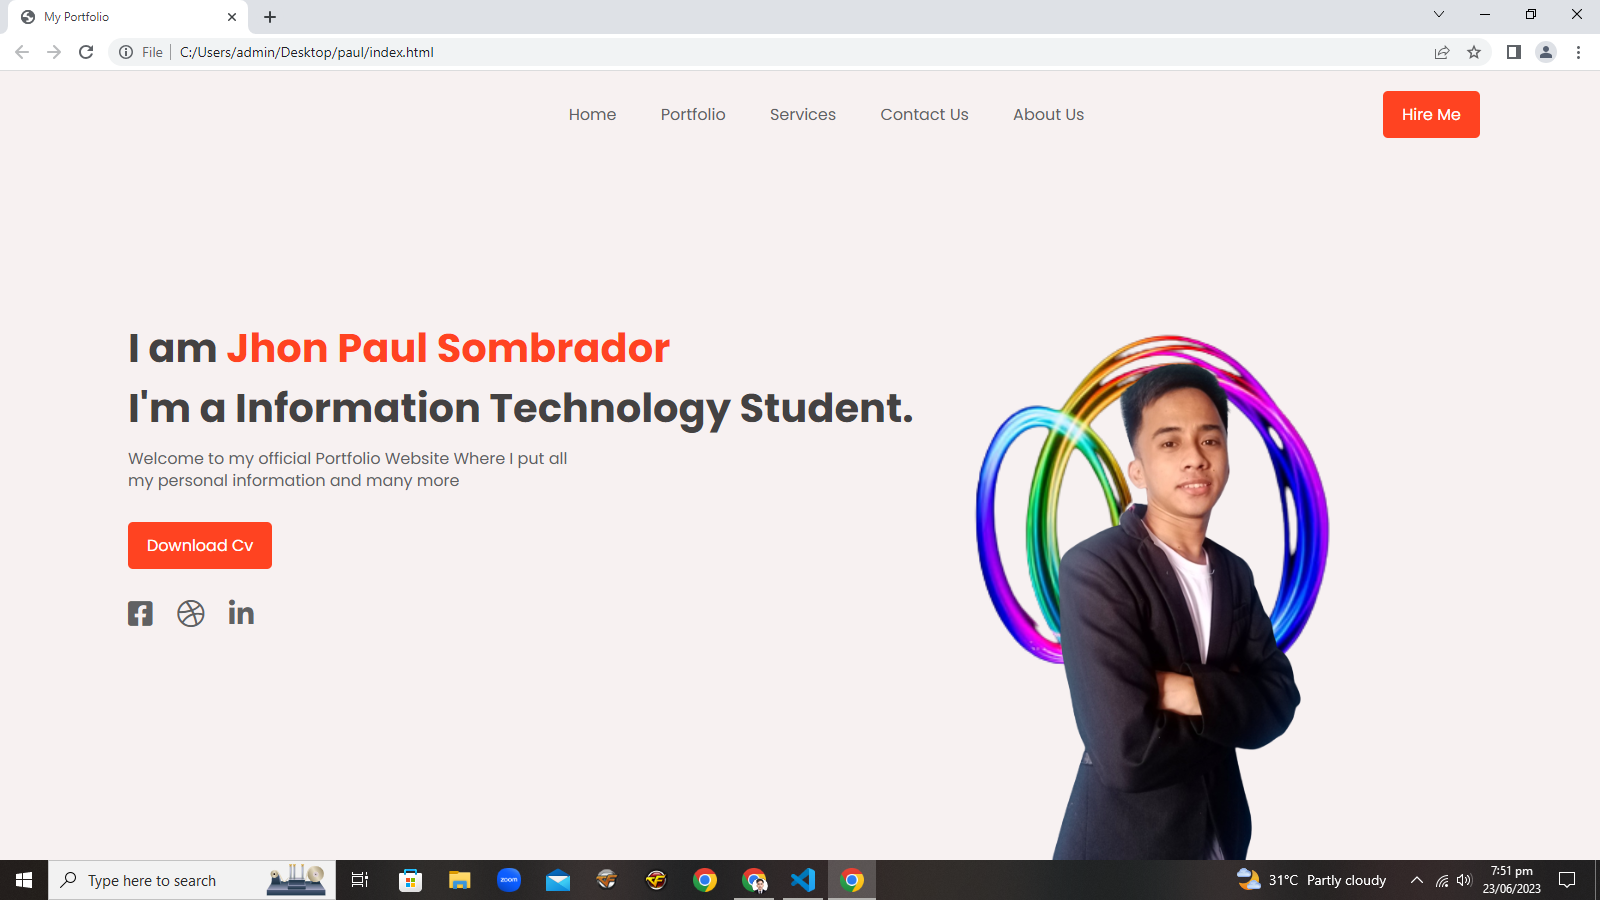 My Portfolio
File
C:/Users/admin/Desktop/paul/index.html
Home
Portfolio
Services
Contact Us
About Us
Hire Me
I am Jhon Paul Sombrador
I'm a Information Technology Student.
Welcome to my official Portfolio Website Where I put all
my personal information and many more
Download Cv
Type here to search
zoom
31°C Partly cloudy
7:51 pm
23/06/2023